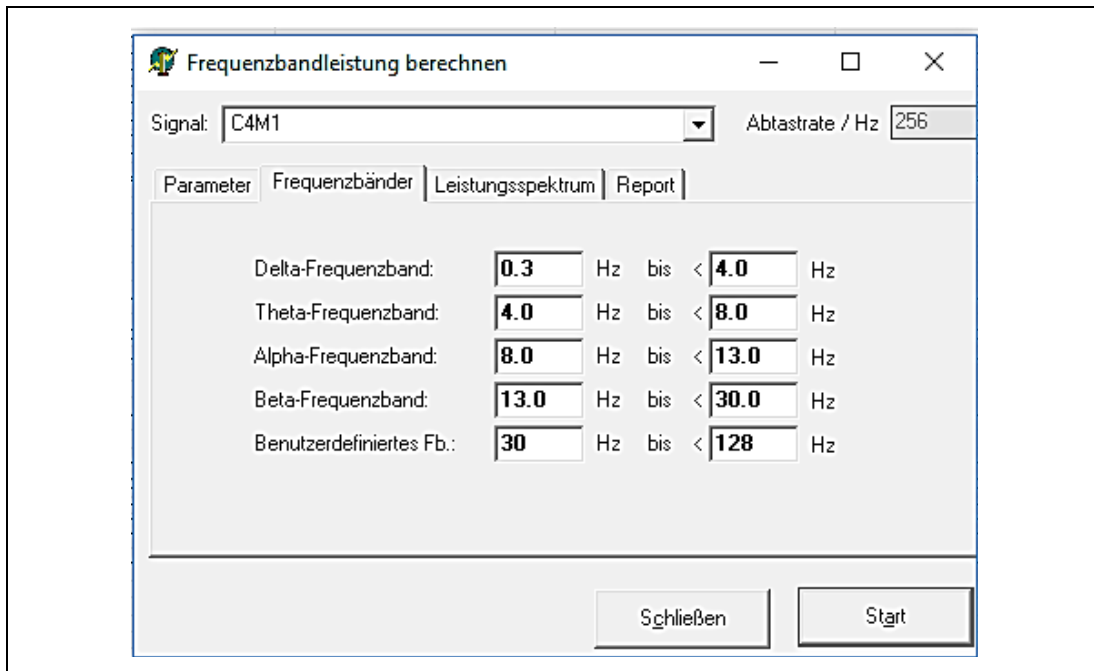 Frequenzbandleistung berechnen
Signal: C4M1 Abtastrate / Hz 256
Parameter Frequenzbänder Leistungsspektrum Report
Delta-Frequenzband: 0.3 Hz bis < 4.0 Hz
Theta-Frequenzband: 4.0 Hz bis < 8.0 Hz
Alpha-Frequenzband: 8.0 Hz bis < 13.0 Hz
Beta-Frequenzband: 13.0 Hz bis < 30.0 Hz
Benutzerdefiniertes Fb.: 30 Hz bis < 128 Hz
Schließen Start